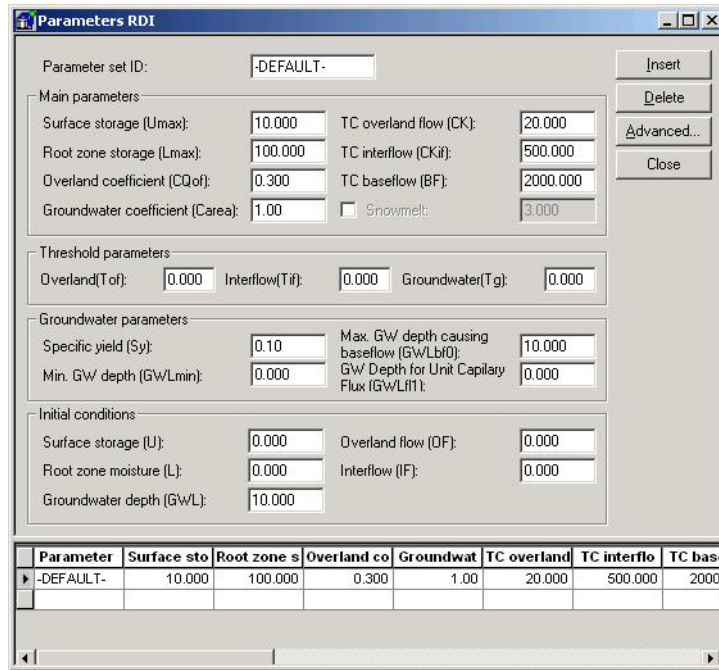 Parameters RDI
Parameter set ID: -DEFAULT- Insert
Main parameters Delete
Surface storage (Umax): 10.000 TC overland flow (CK): 20.000 Advanced...
Root zone storage (Lmax): 100.000 TC interflow (CKif): 500.000 Close
Overland coefficient (CQof): 0.300 TC baseflow (BF): 2000.000
Groundwater coefficient (Carea): 1.00 Snowmelt: 3.000
Threshold parameters
Overland(Tof): 0.000 Interflow(Tif): 0.000 Groundwater(Tg): 0.000
Groundwater parameters
Specific yield (Sy): 0.10 Max. GW depth causing baseflow (GWLbf0): 10.000
Min. GW depth (GWLmin): 0.000 GW Depth for Unit Capilary Flux (GWLfl1): 0.000
Initial conditions
Surface storage (U): 0.000 Overland flow (OF): 0.000
Root zone moisture (L): 0.000 Interflow (IF): 0.000
Groundwater depth (GWL): 10.000
Parameter Surface sto Root zone s Overland co Groundwat TC overland TC interflo TC bas
-DEFAULT- 10.000 100.000 0.300 1.00 20.000 500.000 2000